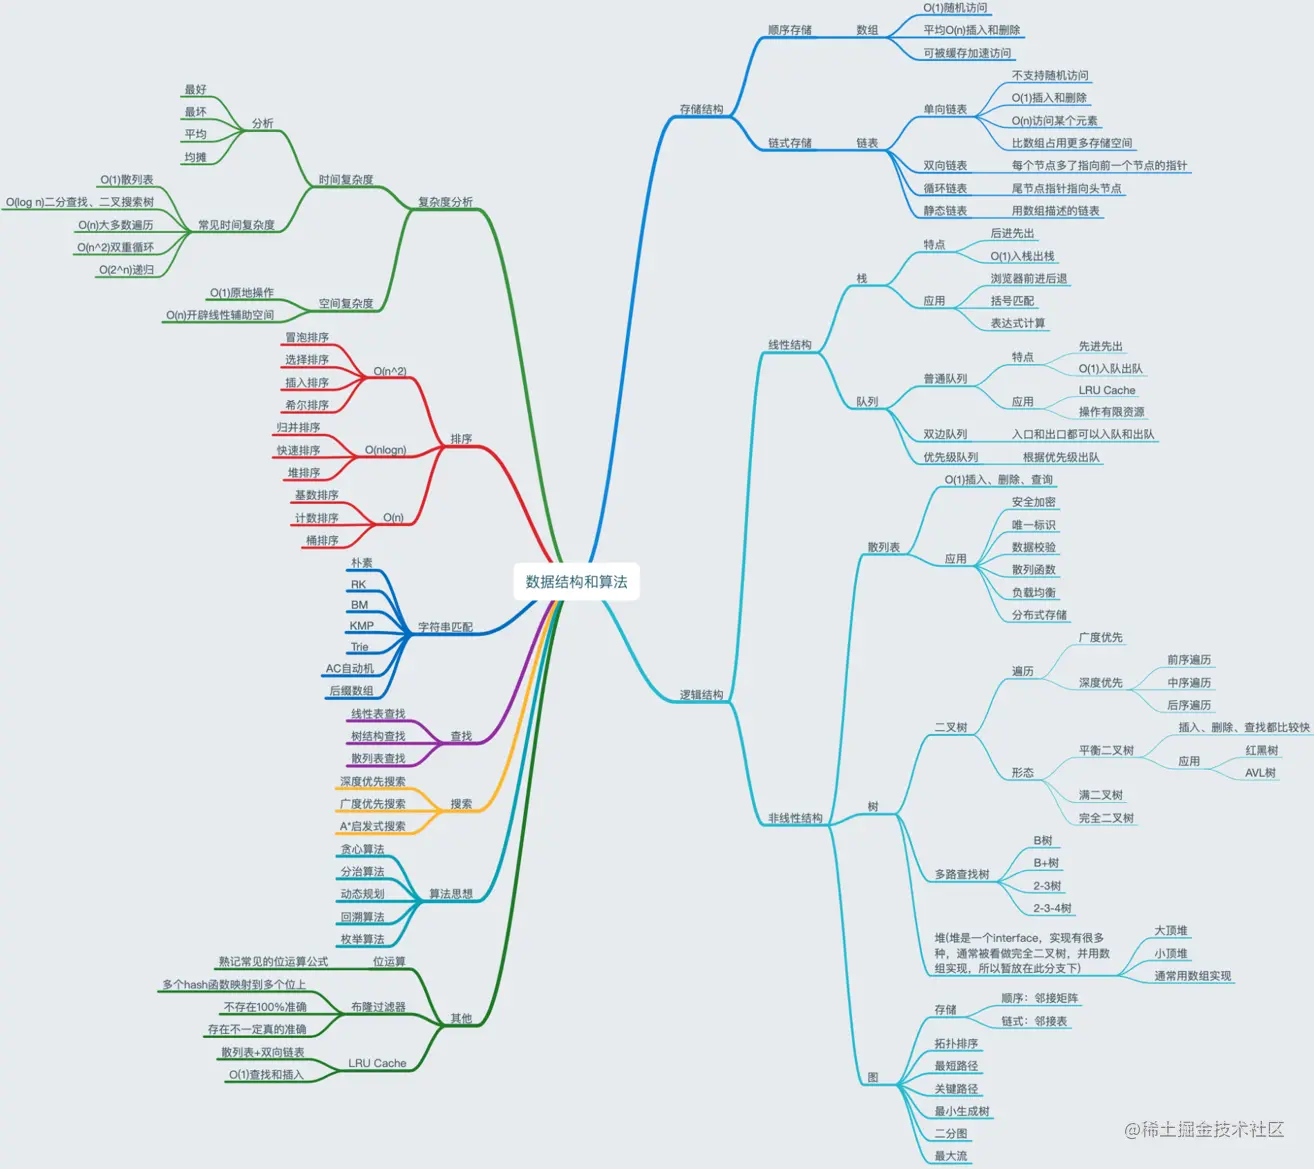 数据结构和算法
存储结构
顺序存储
数组
O(1)随机访问
平均O(n)插入和删除
可被缓存加速访问
链式存储
链表
单向链表
不支持随机访问
O(1)插入和删除
O(n)访问某个元素
比数组占用更多存储空间
双向链表
每个节点多了指向前一个节点的指针
循环链表
尾节点指针指向头节点
静态链表
用数组描述的链表
逻辑结构
线性结构
栈
特点
后进先出
O(1)入栈出栈
应用
浏览器前进后退
括号匹配
表达式计算
队列
普通队列
特点
先进先出
O(1)入队出队
应用
LRU Cache
操作有限资源
双边队列
入口和出口都可以入队和出队
优先级队列
根据优先级出队
非线性结构
散列表
O(1)插入、删除、查询
应用
安全加密
唯一标识
数据校验
散列函数
负载均衡
分布式存储
树
二叉树
遍历
广度优先
深度优先
前序遍历
中序遍历
后序遍历
形态
平衡二叉树
插入、删除、查找都比较快
应用
红黑树
AVL树
满二叉树
完全二叉树
多路查找树
B树
B+树
2-3树
2-3-4树
堆(堆是一个interface，实现有很多
种，通常被看做完全二叉树，并用数
组实现，所以暂放在此分支下)
大顶堆
小顶堆
通常用数组实现
图
存储
顺序：邻接矩阵
链式：邻接表
拓扑排序
最短路径
关键路径
最小生成树
二分图
最大流
复杂度分析
时间复杂度
分析
最好
最坏
平均
均摊
常见时间复杂度
O(1)散列表
O(log n)二分查找、二叉搜索树
O(n)大多数遍历
O(n^2)双重循环
O(2^n)递归
空间复杂度
O(1)原地操作
O(n)开辟线性辅助空间
排序
O(n^2)
冒泡排序
选择排序
插入排序
希尔排序
O(nlogn)
归并排序
快速排序
堆排序
O(n)
基数排序
计数排序
桶排序
字符串匹配
朴素
RK
BM
KMP
Trie
AC自动机
后缀数组
查找
线性表查找
树结构查找
散列表查找
搜索
深度优先搜索
广度优先搜索
A*启发式搜索
算法思想
贪心算法
分治算法
动态规划
回溯算法
枚举算法
其他
位运算
熟记常见的位运算公式
布隆过滤器
多个hash函数映射到多个位上
不存在100%准确
存在不一定真的准确
LRU Cache
散列表+双向链表
O(1)查找和插入
@稀土掘金技术社区